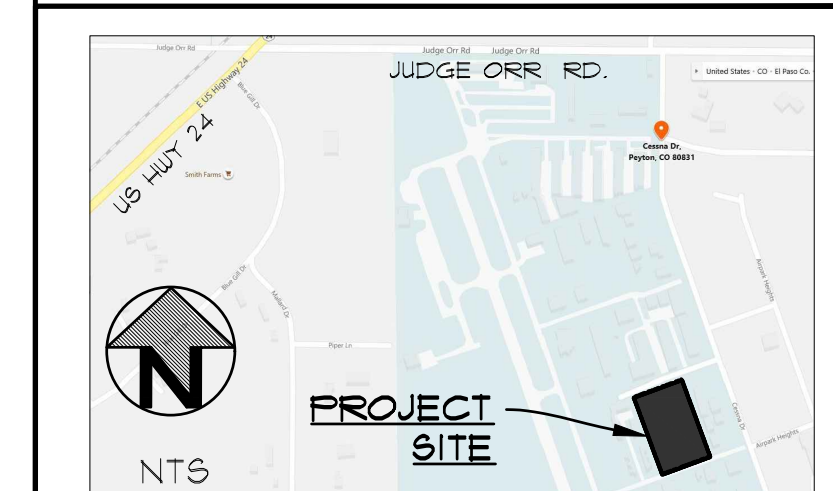 Judge Orr Rd
Judge Orr Rd
Judge Orr Rd
JUDGE ORR RD.
United States - CO - El Paso Co.
E US Highway 24
Blue Gill Dr
US HWY 24
Cessna Dr,
Peyton, CO 80831
Smith Farms
Blue Gill Dr
Mallard Dr
Airpark Heights
Piper Ln
N
PROJECT
SITE
Cessna Dr
Airpark Heights
NTS